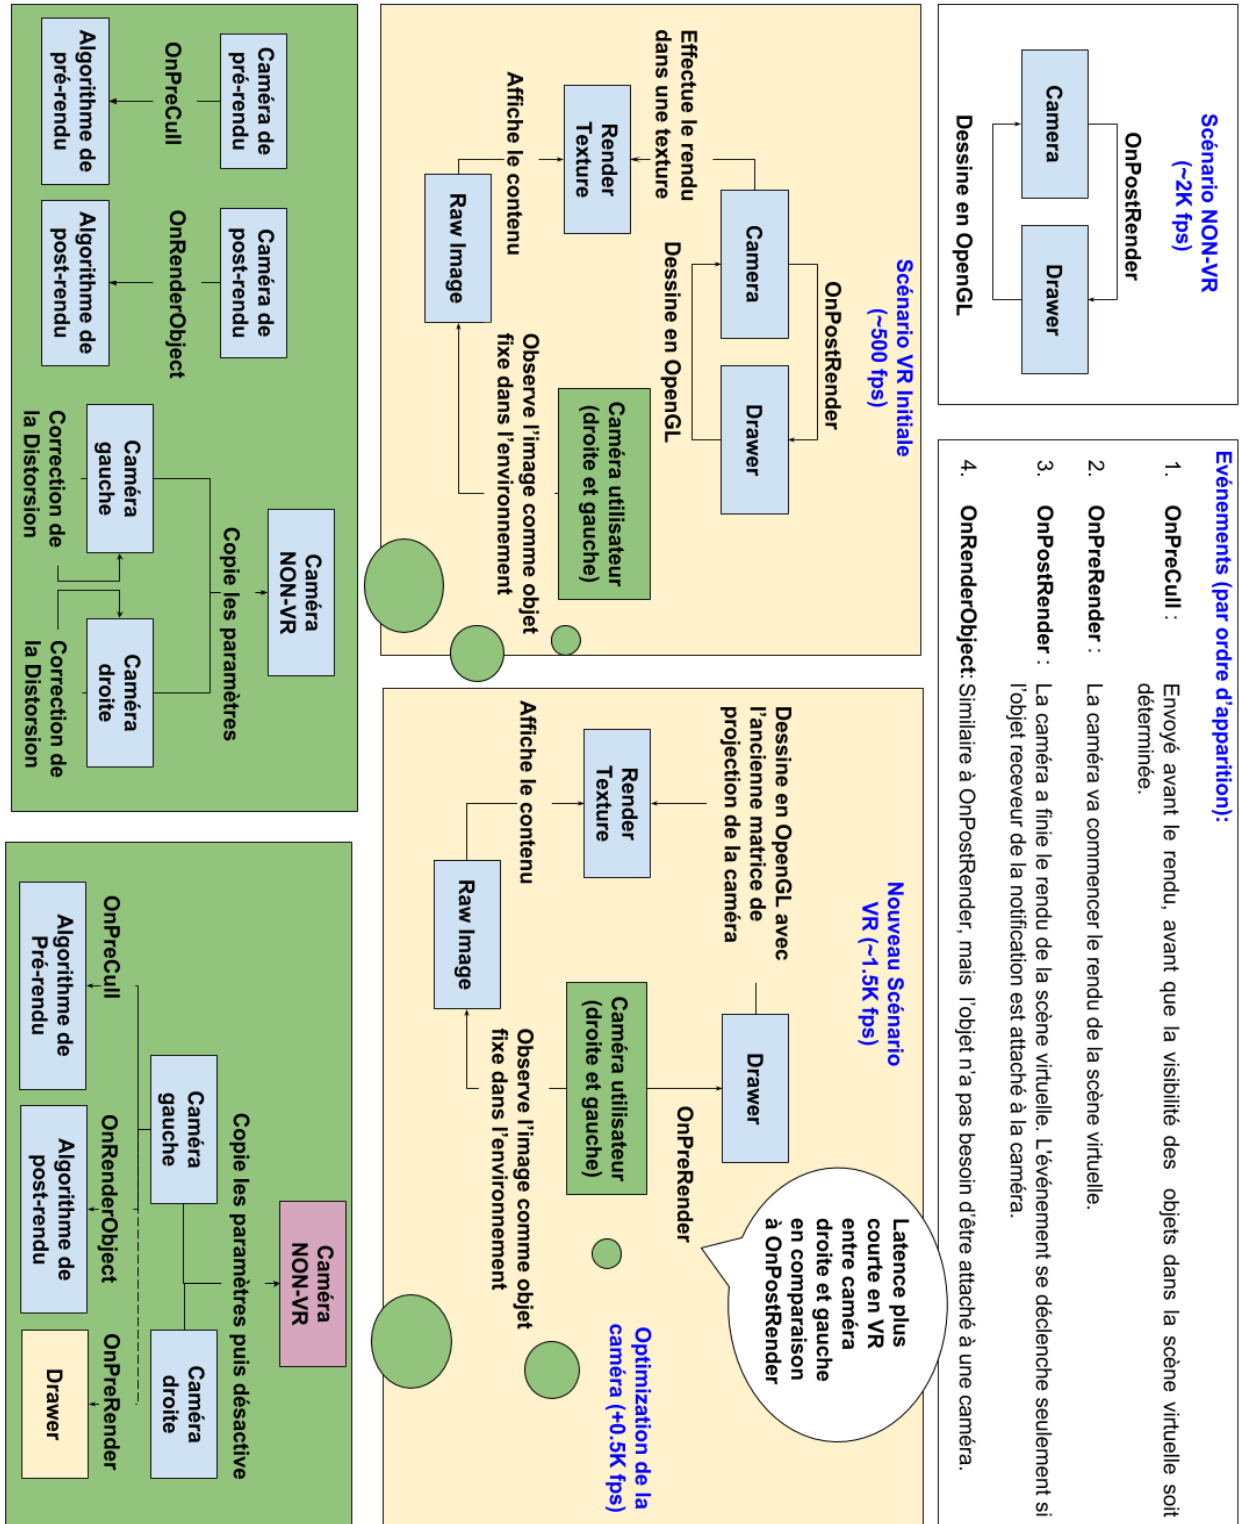 Scénario NON-VR
(~2K fps)
OnPostRender
Camera
Drawer
Dessine en OpenGL
Evénements (par ordre d'apparition):
1. OnPreCull : Envoyé avant le rendu, avant que la visibilité des objets dans la scène virtuelle soit
déterminée.
2. OnPreRender : La caméra va commencer le rendu de la scène virtuelle.
3. OnPostRender : La caméra a finie le rendu de la scène virtuelle. L'événement se déclenche seulement si
l'objet receveur de la notification est attaché à la caméra.
4. OnRenderObject: Similaire à OnPostRender, mais l'objet n'a pas besoin d'être attaché à une caméra.
Scénario VR Initiale
(~500 fps)
OnPostRender
Camera
Drawer
Dessine en OpenGL
Effectue le rendu
dans une texture
Render
Texture
Caméra utilisateur
(droite et gauche)
Affiche le contenu
Observe l'image comme objet
fixe dans l'environnement
Raw Image
Nouveau Scénario
VR (~1.5K fps)
Latence plus
courte en VR
entre caméra
droite et gauche
en comparaison
à OnPostRender
Dessine en OpenGL avec
l'ancienne matrice de
projection de la caméra
Drawer
OnPreRender
Render
Texture
Caméra utilisateur
(droite et gauche)
Optimization de la
caméra (+0.5K fps)
Affiche le contenu
Observe l'image comme objet
fixe dans l'environnement
Raw Image
Caméra de
pré-rendu
Caméra de
post-rendu
OnPreCull
OnRenderObject
Algorithme de
pré-rendu
Algorithme de
post-rendu
Caméra
NON-VR
Copie les paramètres
Caméra
gauche
Caméra
droite
Correction de
la Distorsion
Correction de
la Distorsion
Caméra
NON-VR
Copie les paramètres puis désactive
Caméra
gauche
Caméra
droite
OnPreCull
OnRenderObject
OnPreRender
Algorithme de
Pré-rendu
Algorithme de
post-rendu
Drawer